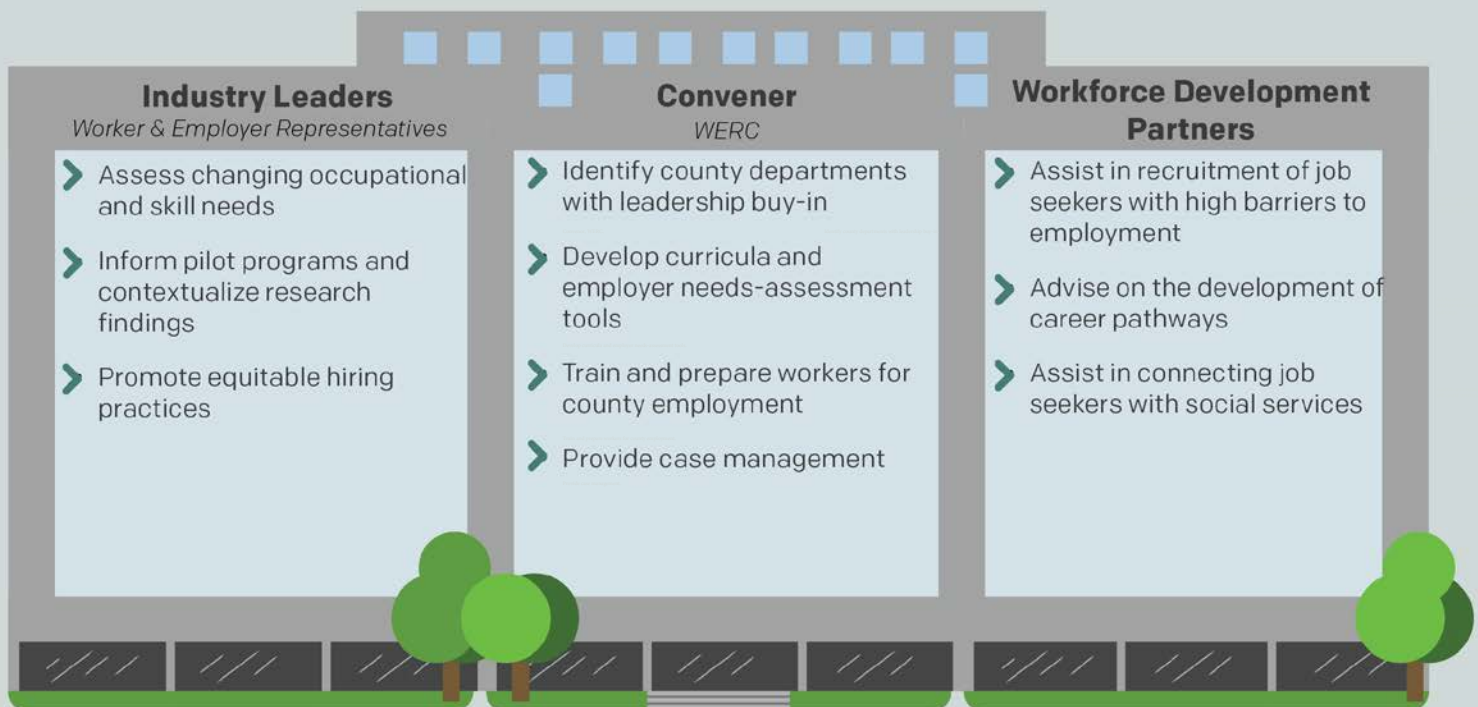 Industry Leaders
Worker & Employer Representatives
Assess changing occupational
and skill needs
Inform pilot programs and
contextualize research
findings
Promote equitable hiring
practices
Convener
WERC
Identify county departments
with leadership buy-in
Develop curricula and
employer needs-assessment
tools
Train and prepare workers for
county employment
Provide case management
Workforce Development
Partners
Assist in recruitment of job
seekers with high barriers to
employment
Advise on the development of
career pathways
Assist in connecting job
seekers with social services